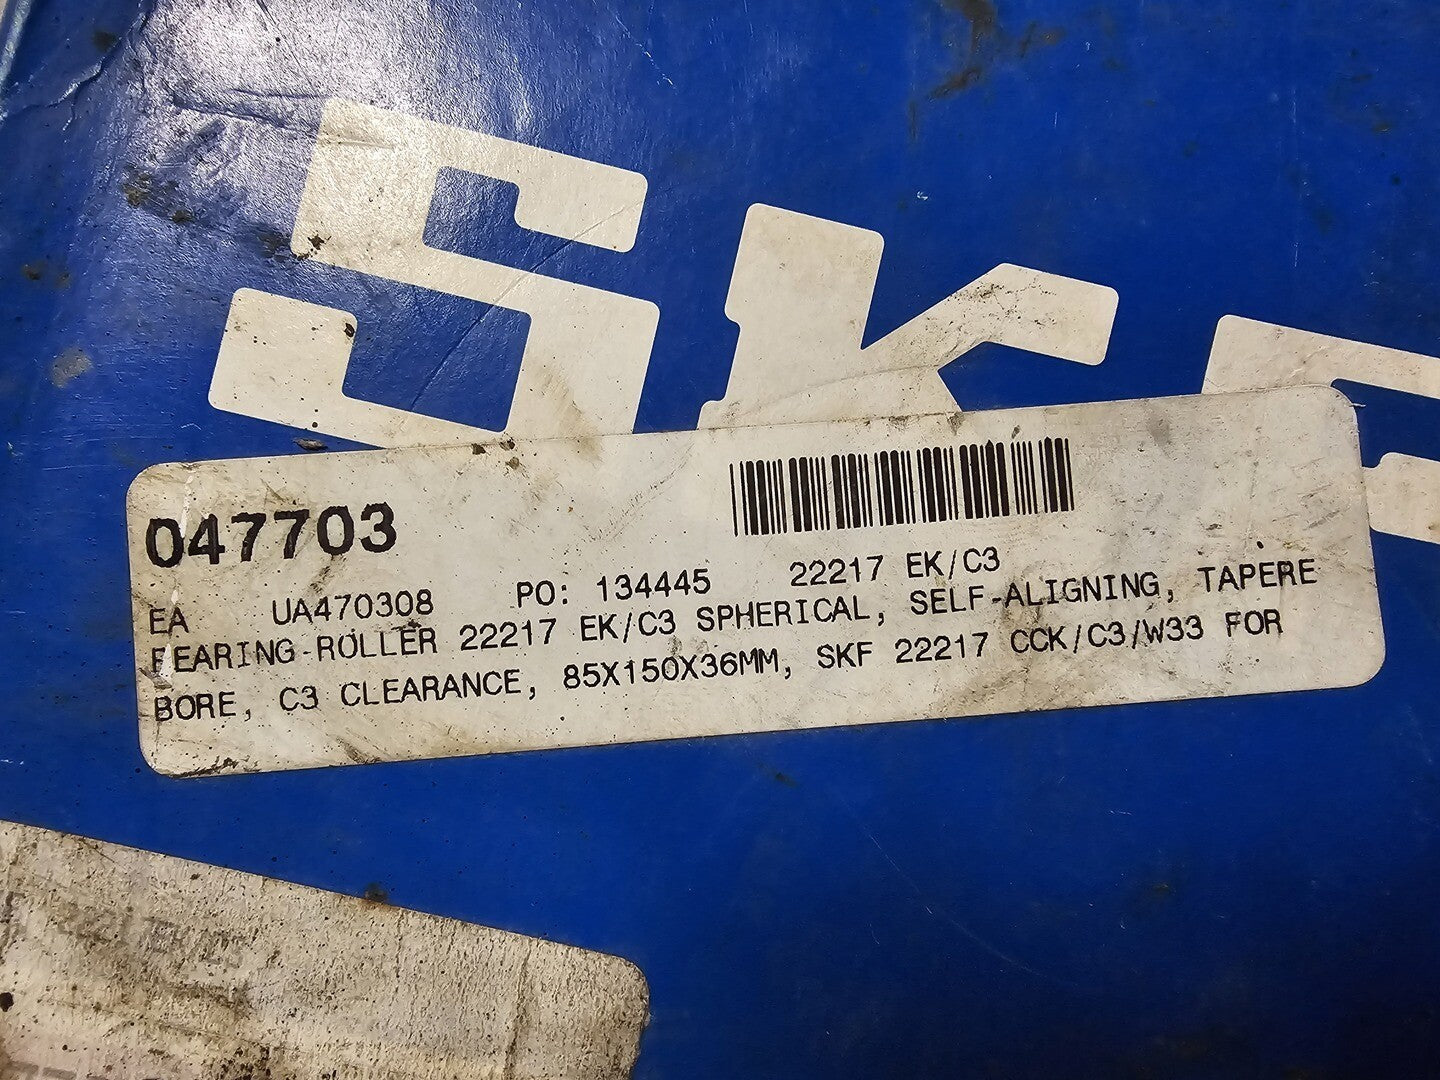 SKF
047703
EA UA470308 PO: 134445 22217 EK/C3
BEARING-ROLLER 22217 EK/C3 SPHERICAL, SELF-ALIGNING, TAPERE
BORE, C3 CLEARANCE, 85X150X36MM, SKF 22217 CCK/C3/W33 FOR